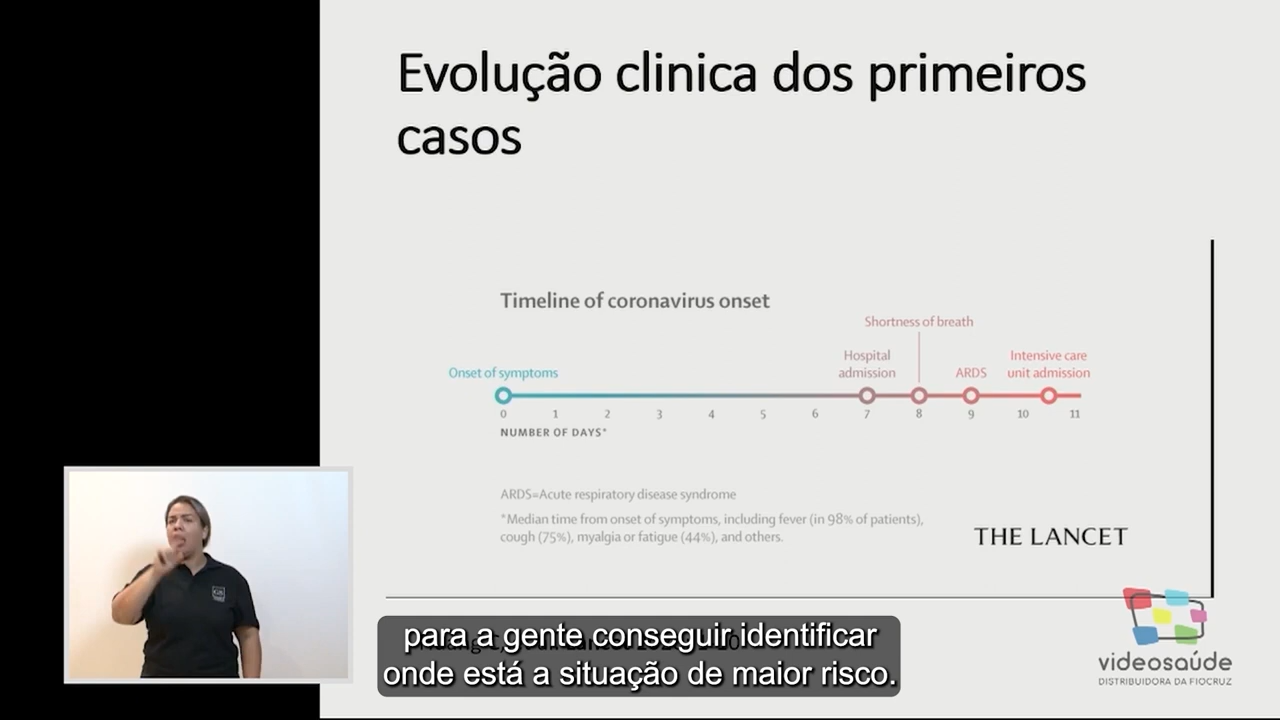 Evolução clinica dos primeiros
casos
Timeline of coronavirus onset
Shortness of breath
Hospital
admission
Intensive care
unit admission
Onset of symptoms
ARDS
0 1 2 3 4 5 6 7 8 9 10 11
NUMBER OF DAYS*
ARDS=Acute respiratory disease syndrome
*Median time from onset of symptoms, including fever (in 98% of patients),
cough (75%), myalgia or fatigue (44%), and others.
THE LANCET
para a gente conseguir identificar
onde está a situação de maior risco.
videosaúde
DISTRIBUIDORA DA FIOCRUZ